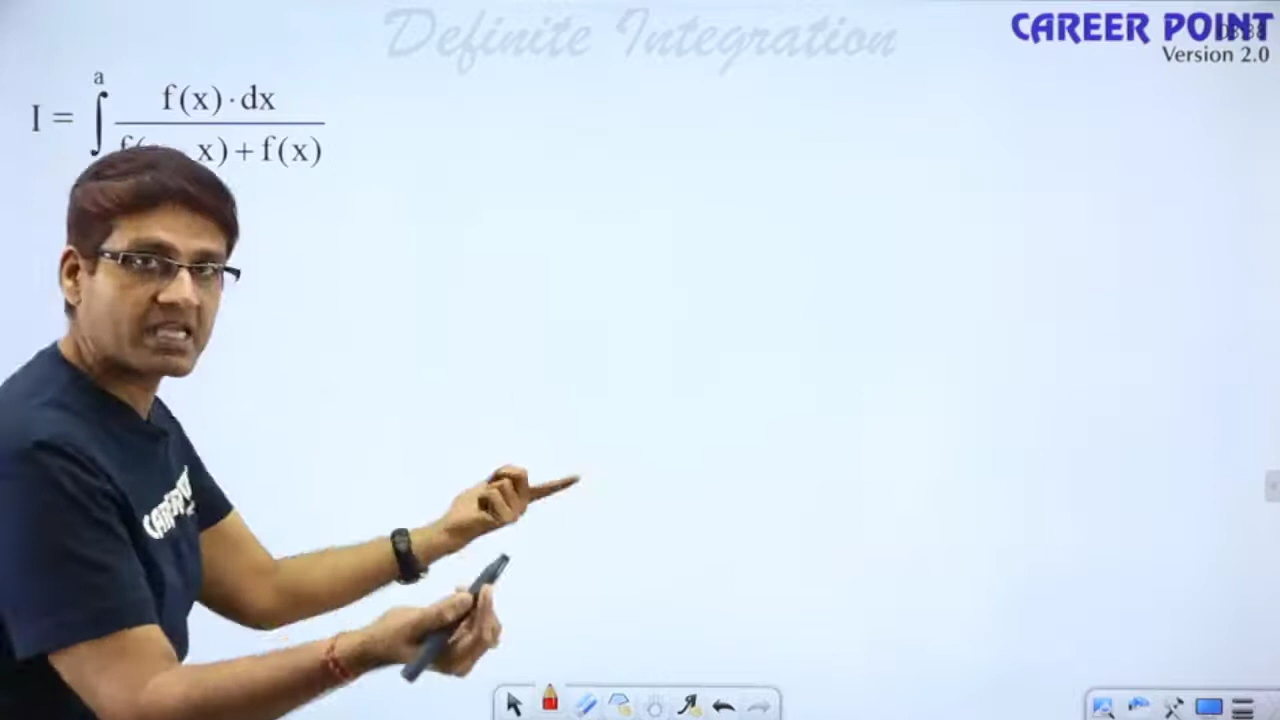 Definite Integration
CAREER POINT
Version 2.0
a
I = ∫ f(x)·dx
x) + f(x)